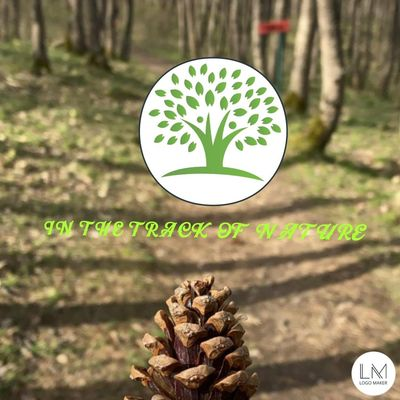 IN THE TRACK OF NATURE
LM
LOGO MAKER